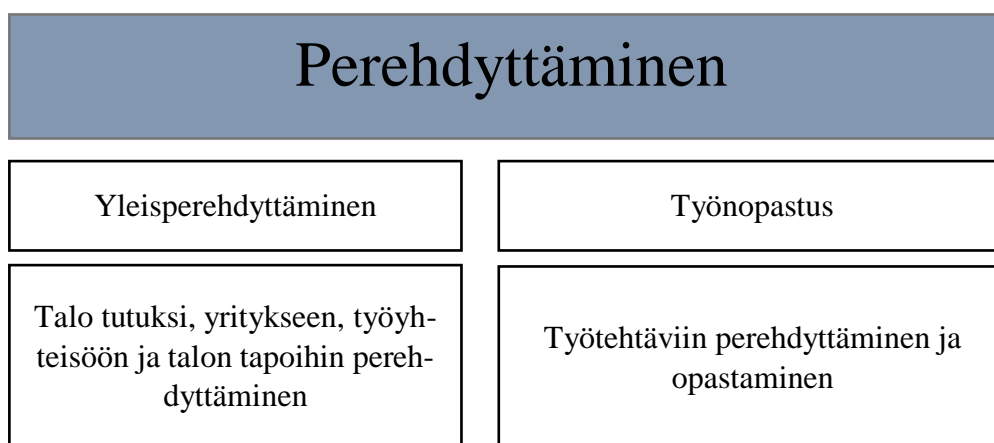 Perehdyttäminen
Yleisperehdyttäminen
Työnopastus
Talo tutuksi, yritykseen, työyh-
teisöön ja talon tapoihin pereh-
dyttäminen
Työtehtäviin perehdyttäminen ja
opastaminen